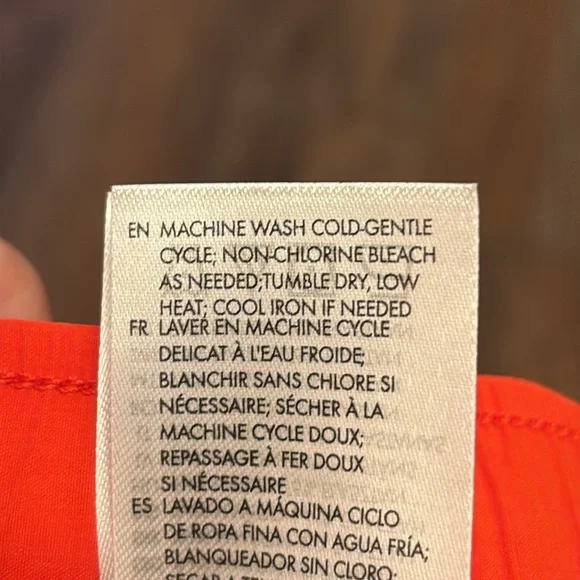 EN MACHINE WASH COLD-GENTLE
CYCLE; NON-CHLORINE BLEACH
AS NEEDED;TUMBLE DRY, LOW
HEAT; COOL IRON IF NEEDED
FR LAVER EN MACHINE CYCLE
DELICAT À L'EAU FROIDE;
BLANCHIR SANS CHLORE SI
NÉCESSAIRE; SÉCHER À LA
MACHINE CYCLE DOUX;
REPASSAGE À FER DOUX
SI NÉCESSAIRE
ES LAVADO A MÁQUINA CICLO
DE ROPA FINA CON AGUA FRÍA;
BLANQUEADOR SIN CLORO;